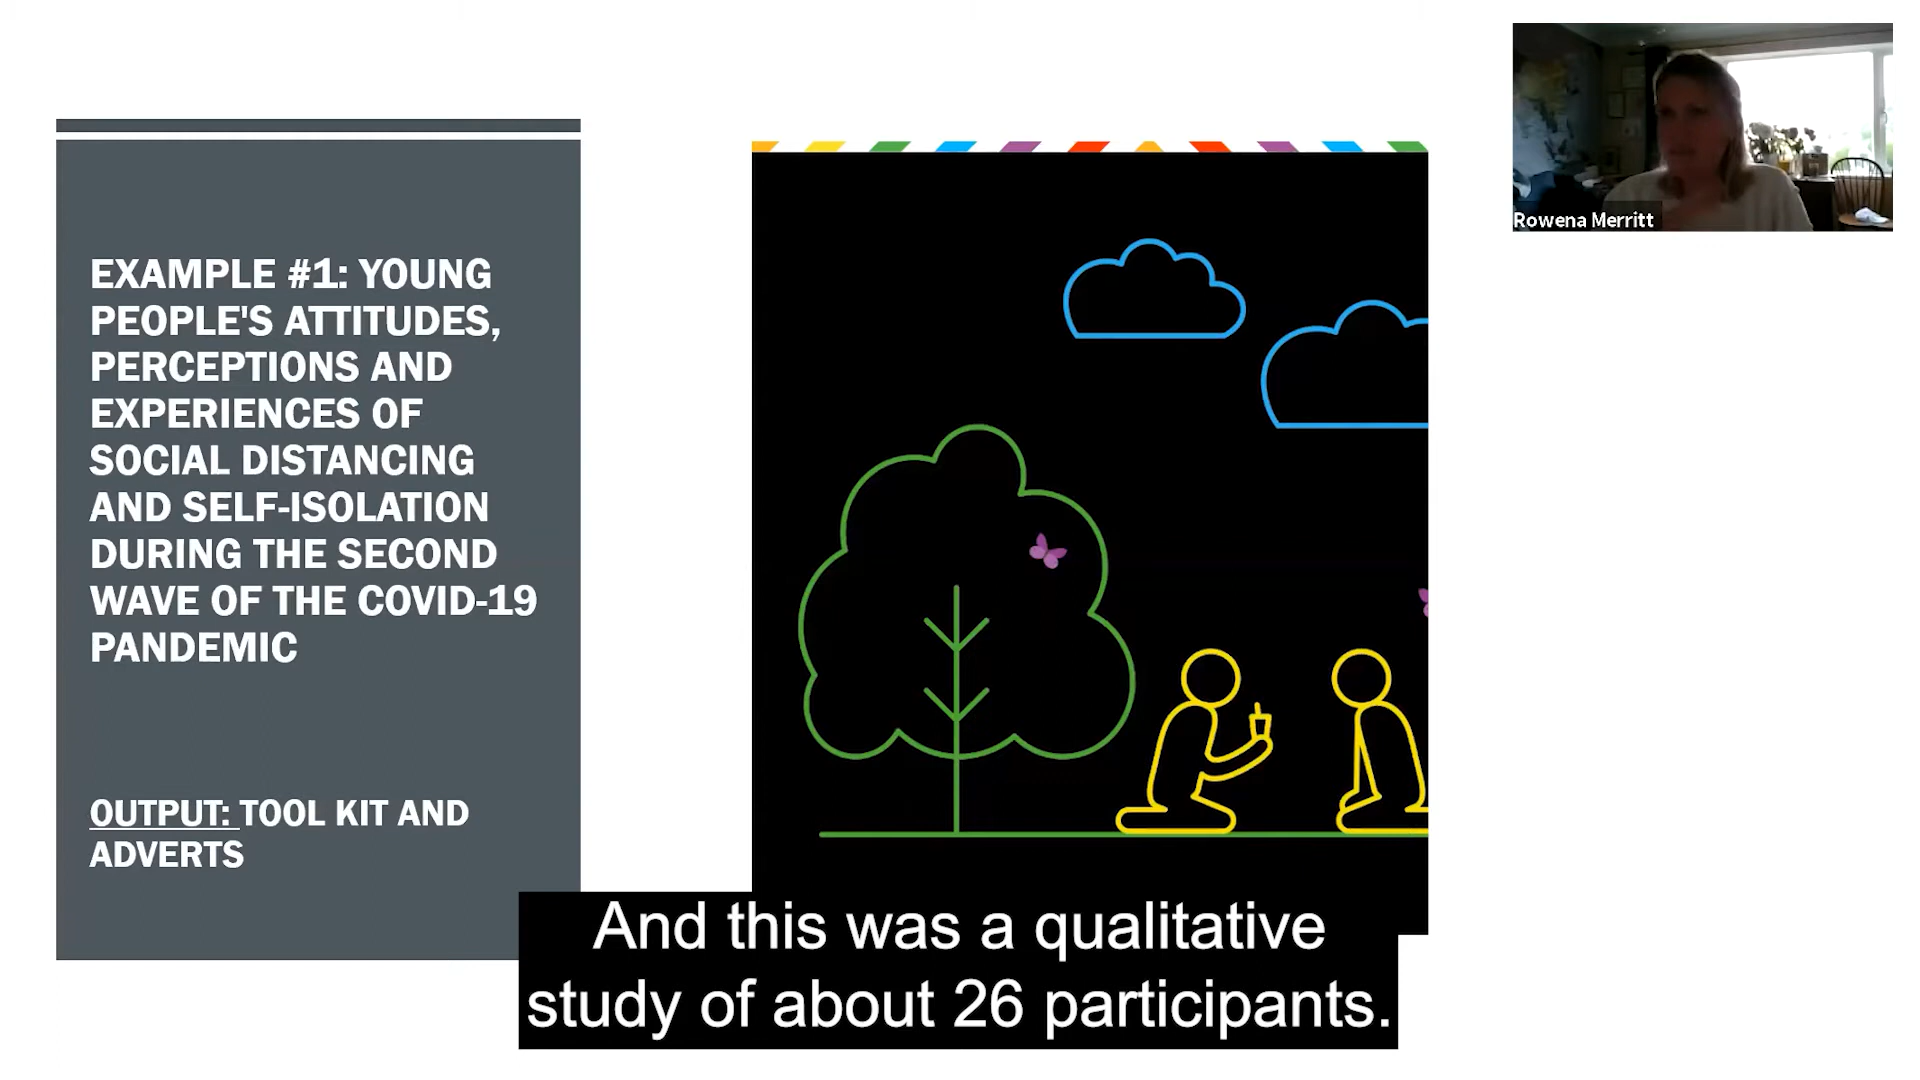 EXAMPLE #1: YOUNG
PEOPLE'S ATTITUDES,
PERCEPTIONS AND
EXPERIENCES OF
SOCIAL DISTANCING
AND SELF-ISOLATION
DURING THE SECOND
WAVE OF THE COVID-19
PANDEMIC
OUTPUT: TOOL KIT AND
ADVERTS
Rowena Merritt
And this was a qualitative
study of about 26 participants.